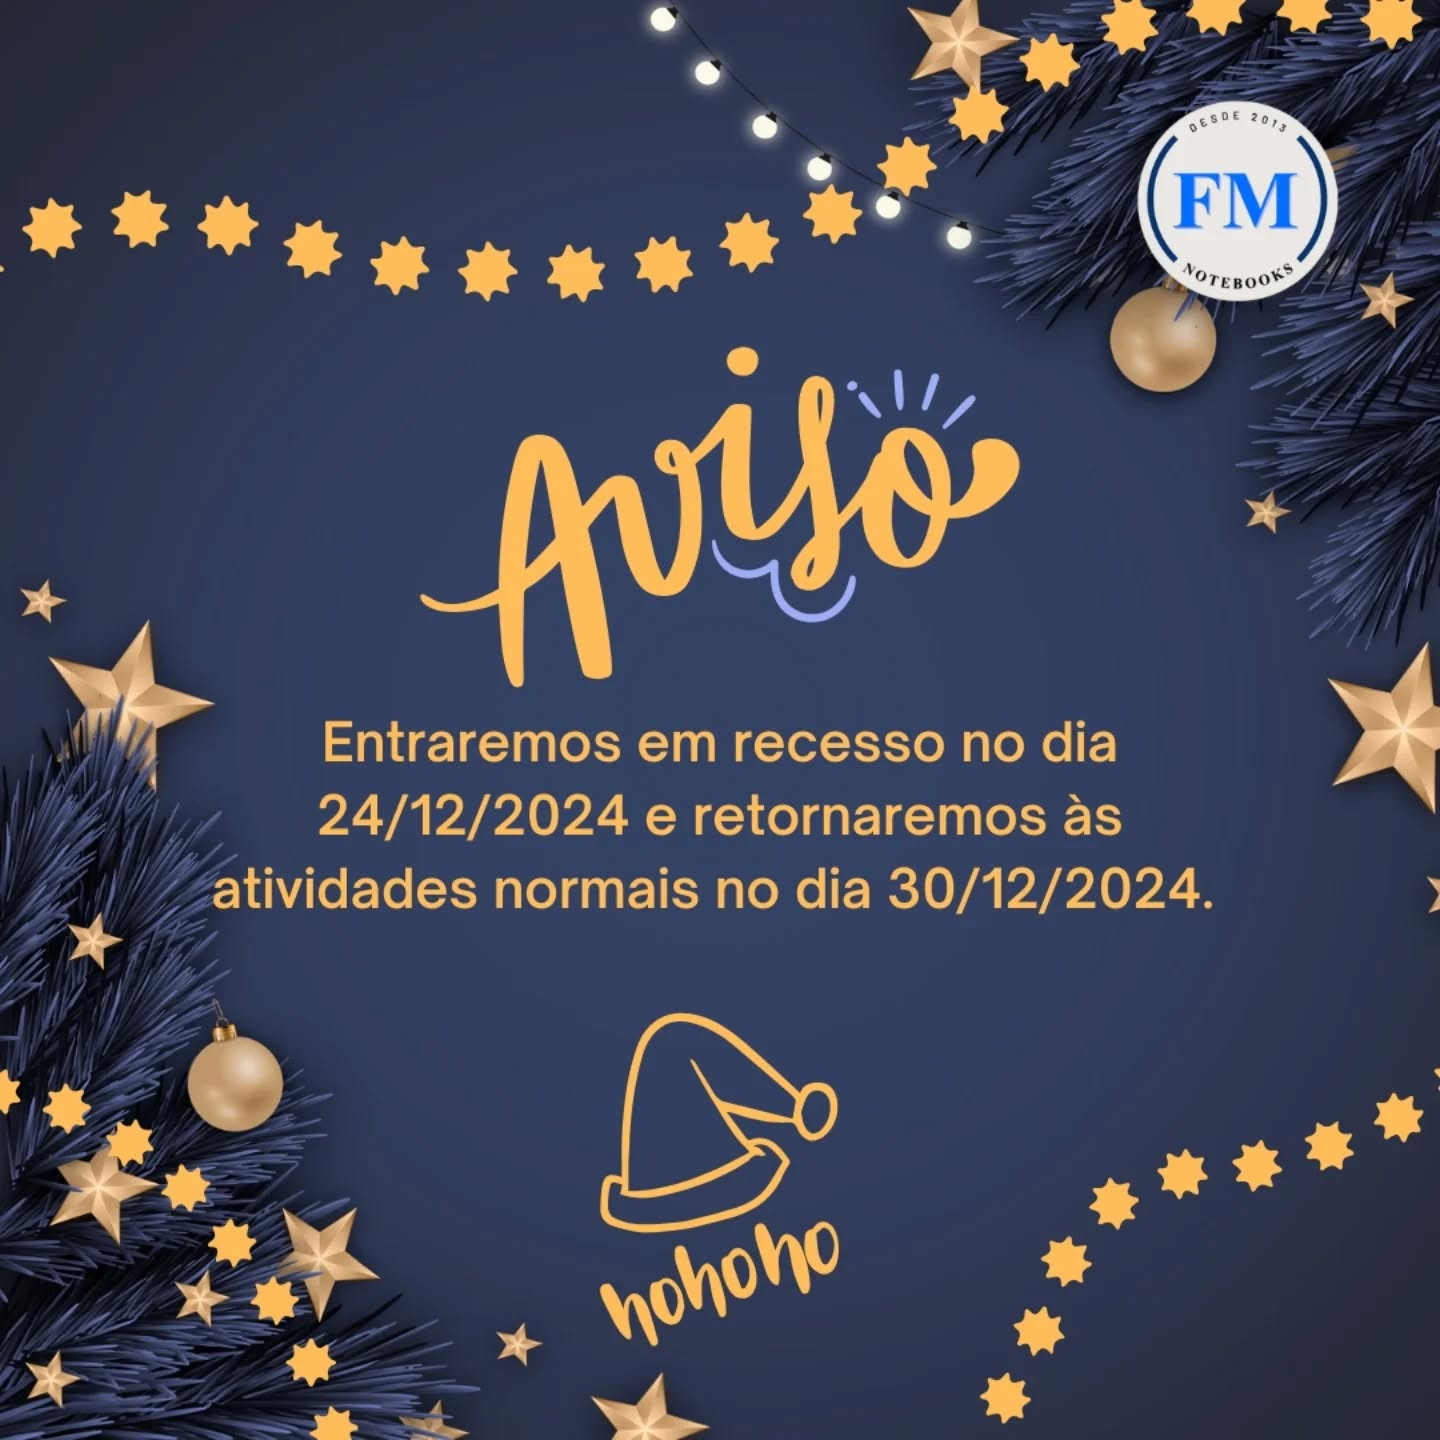 DESDE 2013
FM
NOTEBOOKS
Aviso
Entraremos em recesso no dia
24/12/2024 e retornaremos às
atividades normais no dia 30/12/2024.
hohoho